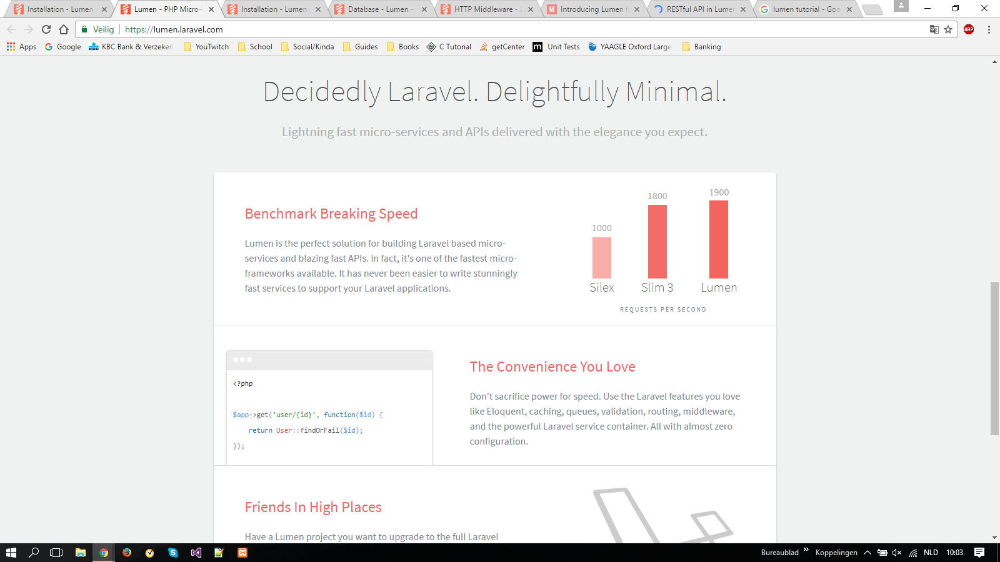 Installation - Lumen
Lumen - PHP Micro-
Installation - Lumen
Database - Lumen -
HTTP Middleware -
Introducing Lumen
RESTful API in Lumen
lumen tutorial - Goo
Veilig
https://lumen.laravel.com
ABP
Apps
Google
KBC Bank & Verzeker
YouTwitch
School
Social/Kinda
Guides
Books
C Tutorial
getCenter
m
Unit Tests
YAAGLE Oxford Large
Banking
Decidedly Laravel. Delightfully Minimal.
Lightning fast micro-services and APIs delivered with the elegance you expect.
Benchmark Breaking Speed
Lumen is the perfect solution for building Laravel based micro-
services and blazing fast APIs. In fact, it's one of the fastest micro-
frameworks available. It has never been easier to write stunningly
fast services to support your Laravel applications.
1000
1800
1900
Silex
Slim 3
Lumen
REQUESTS PER SECOND
<?php
$app->get('user/{id}', function($id) {
return User::findOrFail($id);
});
The Convenience You Love
Don't sacrifice power for speed. Use the Laravel features you love
like Eloquent, caching, queues, validation, routing, middleware,
and the powerful Laravel service container. All with almost zero
configuration.
Friends In High Places
Have a Lumen project you want to upgrade to the full Laravel
Bureaublad
Koppelingen
NLD
10:03